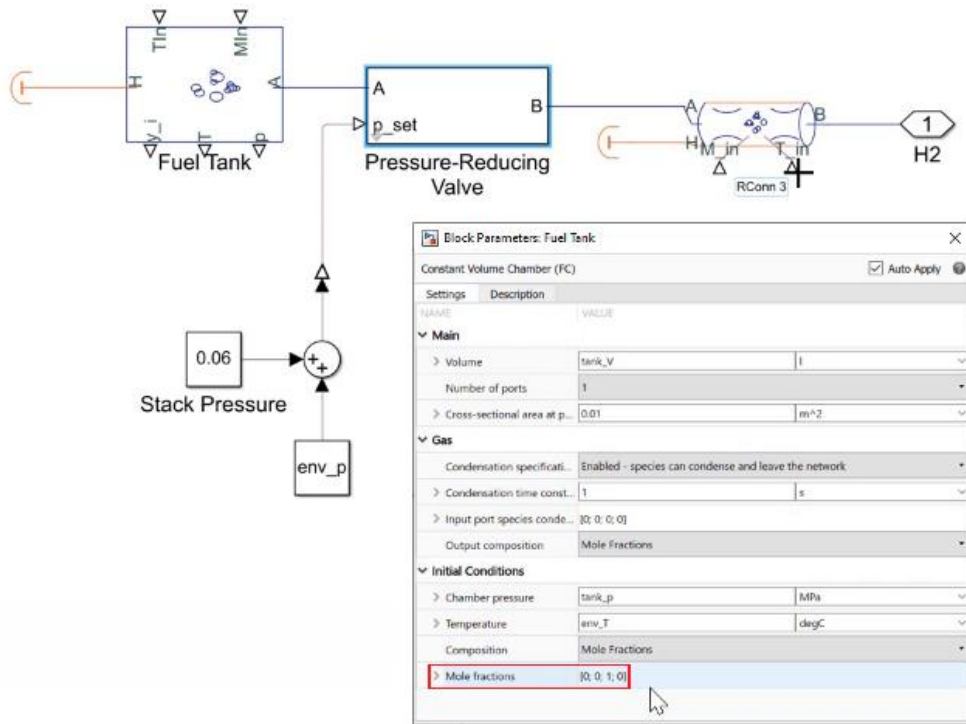 TIn
MIn
H
A
y_i
T
p
Fuel Tank
A
B
p_set
Pressure-Reducing
Valve
A
B
H
M_in
T_in
1
H2
RConn 3
0.06
+
+
Stack Pressure
env_p
Block Parameters: Fuel Tank
Constant Volume Chamber (FC)
Auto Apply
Settings Description
NAME VALUE
Main
Volume tank_V l
Number of ports 1
Cross-sectional area at p... 0.01 m^2
Gas
Condensation specificati... Enabled - species can condense and leave the network
Condensation time const... 1 s
Input port species conde... [0; 0; 0; 0]
Output composition Mole Fractions
Initial Conditions
Chamber pressure tank_p MPa
Temperature env_T degC
Composition Mole Fractions
Mole fractions [0; 0; 1; 0]